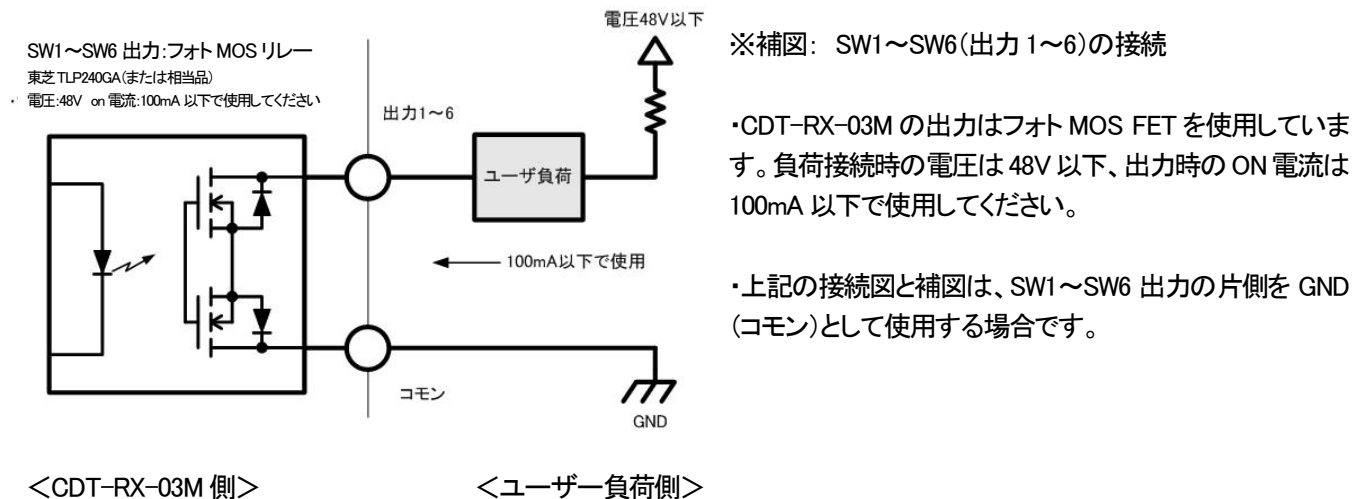 電圧48V以下
SW1～SW6 出力:フォト MOS リレー
東芝 TLP240GA(または相当品)
電圧:48V on 電流:100mA 以下で使用してください
出力1～6
ユーザ負荷
100mA以下で使用
コモン
GND
＜CDT-RX-03M 側＞
＜ユーザー負荷側＞
※補図: SW1～SW6(出力 1～6)の接続
・CDT-RX-03M の出力はフォト MOS FET を使用していま
す。負荷接続時の電圧は 48V 以下、出力時の ON 電流は
100mA 以下で使用してください。
・上記の接続図と補図は、SW1～SW6 出力の片側を GND
(コモン)として使用する場合です。